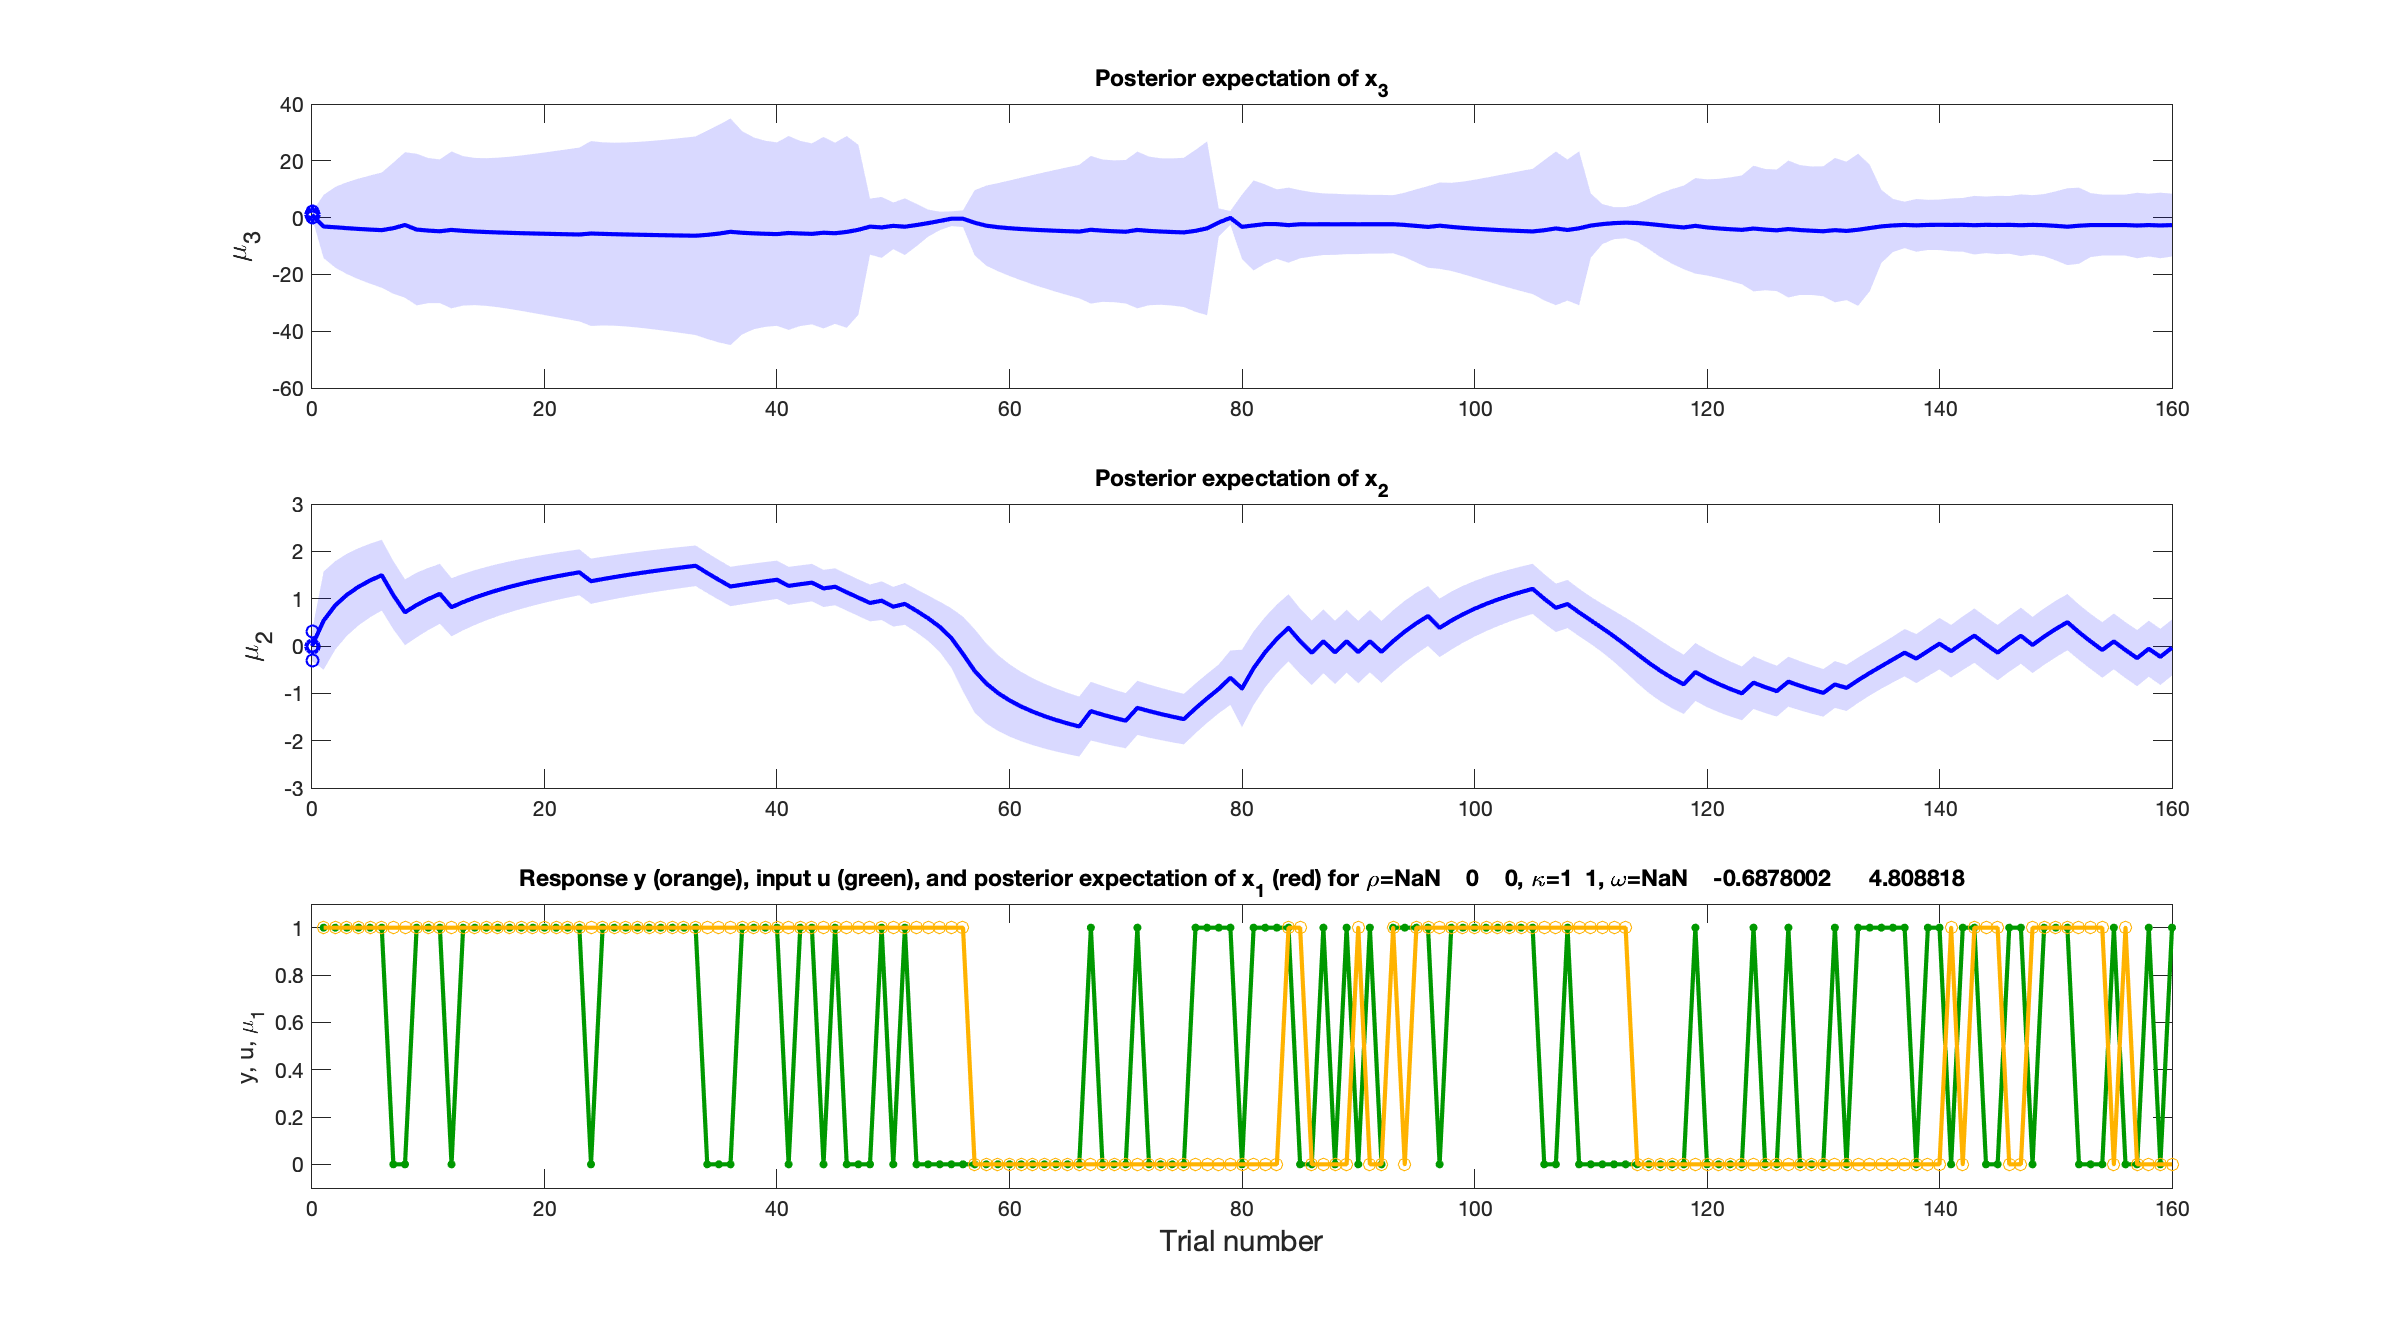 Posterior expectation of x3
40
20
0
-20
-40
-60
μ3
0 20 40 60 80 100 120 140 160
Posterior expectation of x2
3
2
1
0
-1
-2
-3
μ2
0 20 40 60 80 100 120 140 160
Response y (orange), input u (green), and posterior expectation of x1 (red) for ρ=NaN 0 0, κ=1 1, ω=NaN -0.6878002 4.808818
1
0.8
0.6
0.4
0.2
0
y, u, μ1
0 20 40 60 80 100 120 140 160
Trial number